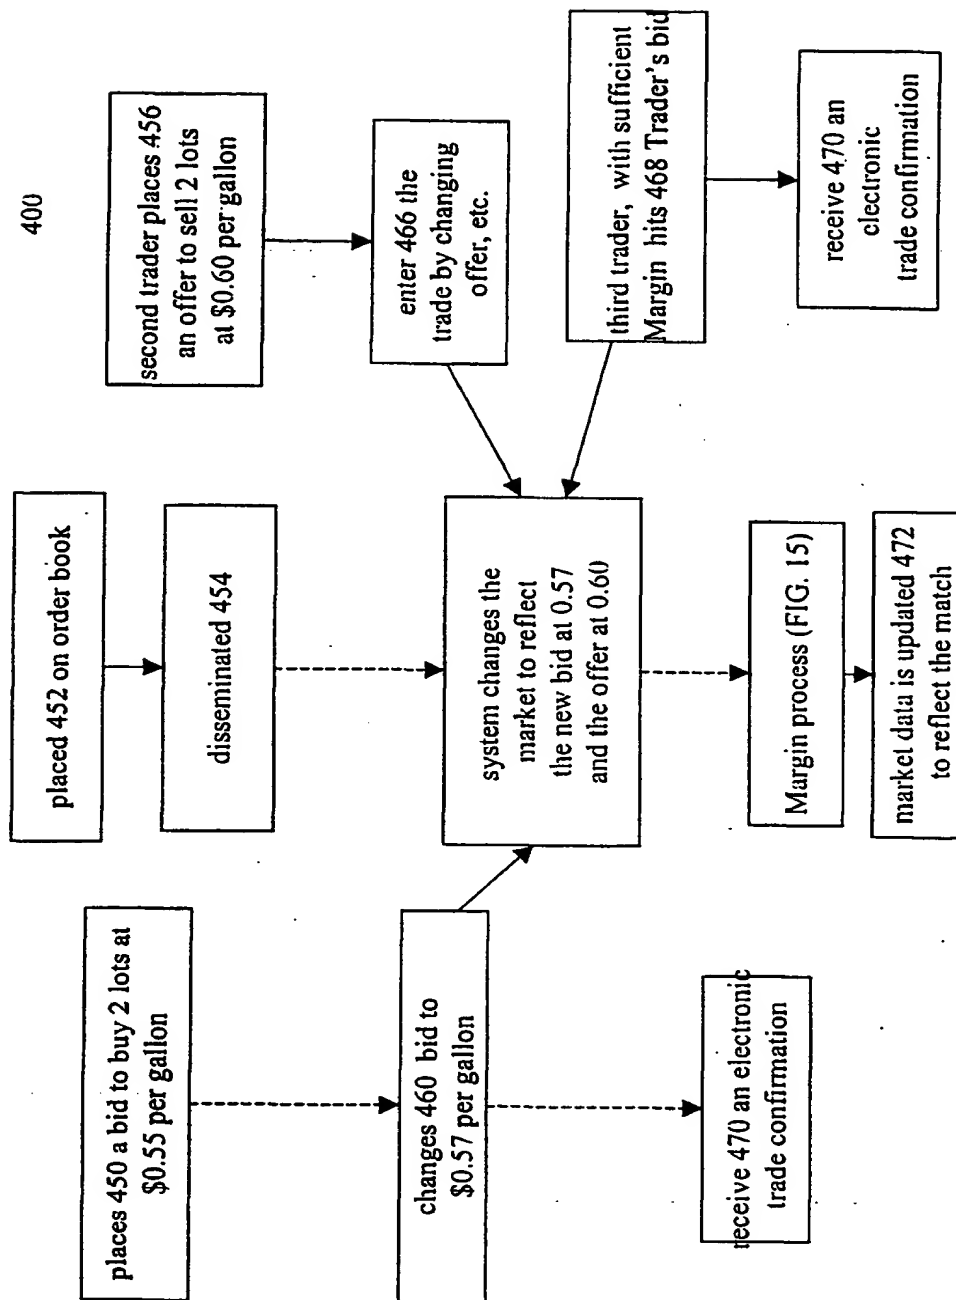 400
places 450 a bid to buy 2 lots at
$0.55 per gallon
changes 460 bid to
$0.57 per gallon
receive 470 an electronic
trade confirmation
placed 452 on order book
disseminated 454
system changes the
market to reflect
the new bid at 0.57
and the offer at 0.60
Margin process (FIG. 15)
market data is updated 472
to reflect the match
second trader places 456
an offer to sell 2 lots
at $0.60 per gallon
enter 466 the
trade by changing
offer, etc.
third trader, with sufficient
Margin hits 468 Trader's bid
receive 470 an
electronic
trade confirmation